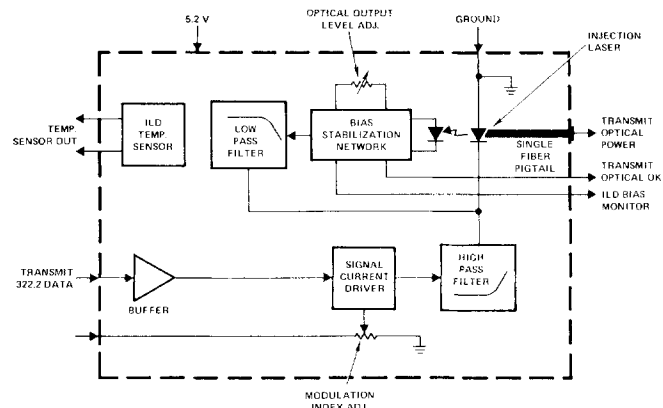 OPTICAL OUTPUT
LEVEL ADJ.
5.2 V
GROUND
INJECTION
LASER
TEMP.
SENSOR OUT
ILD
TEMP.
SENSOR
LOW
PASS
FILTER
BIAS
STABILIZATION
NETWORK
SINGLE
FIBER
PIGTAIL
TRANSMIT
OPTICAL
POWER
TRANSMIT
OPTICAL OK
ILD BIAS
MONITOR
TRANSMIT
322.2 DATA
BUFFER
SIGNAL
CURRENT
DRIVER
HIGH
PASS
FILTER
MODULATION
INDEX ADJ.